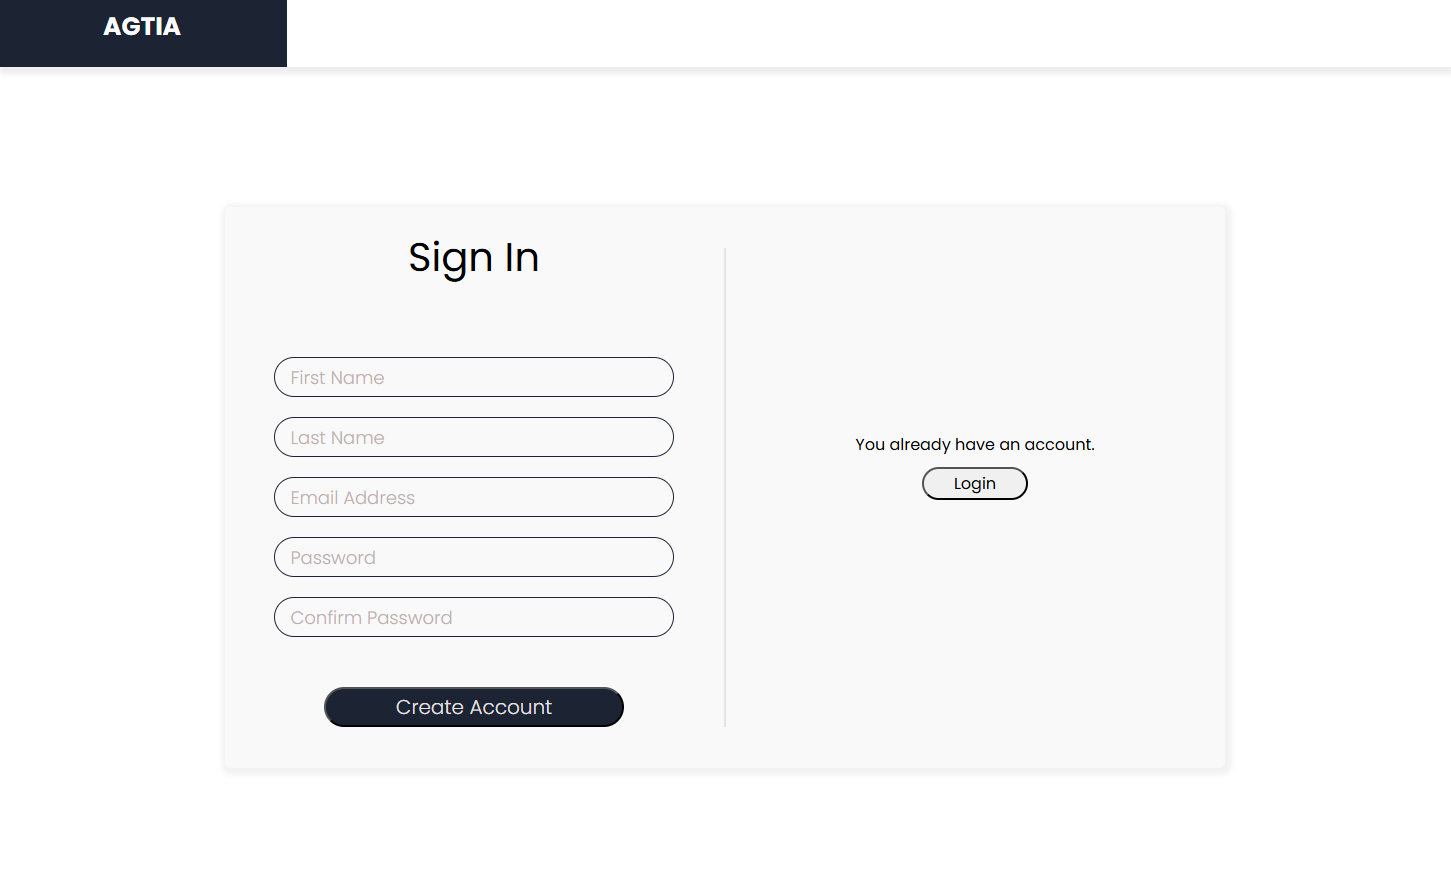 AGTIA
Sign In
First Name
Last Name
Email Address
Password
Confirm Password
Create Account
You already have an account.
Login